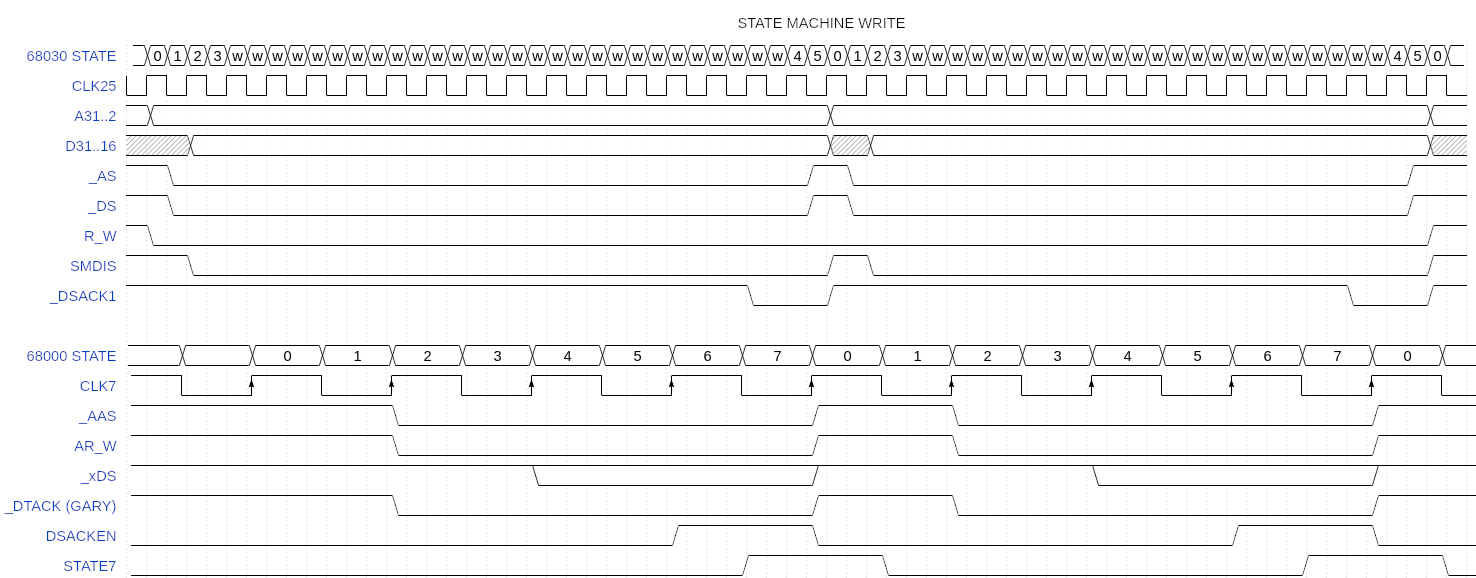 STATE MACHINE WRITE
68030 STATE 0 1 2 3 w w w w w w w w w w w w w w w w w w w w w w w w w w w w 4 5 0 1 2 3 w w w w w w w w w w w w w w w w w w w w w w w w 4 5 0
CLK25
A31..2
D31..16
_AS
_DS
R_W
SMDIS
_DSACK1
68000 STATE 0 1 2 3 4 5 6 7 0 1 2 3 4 5 6 7 0
CLK7
_AAS
AR_W
_xDS
_DTACK (GARY)
DSACKEN
STATE7